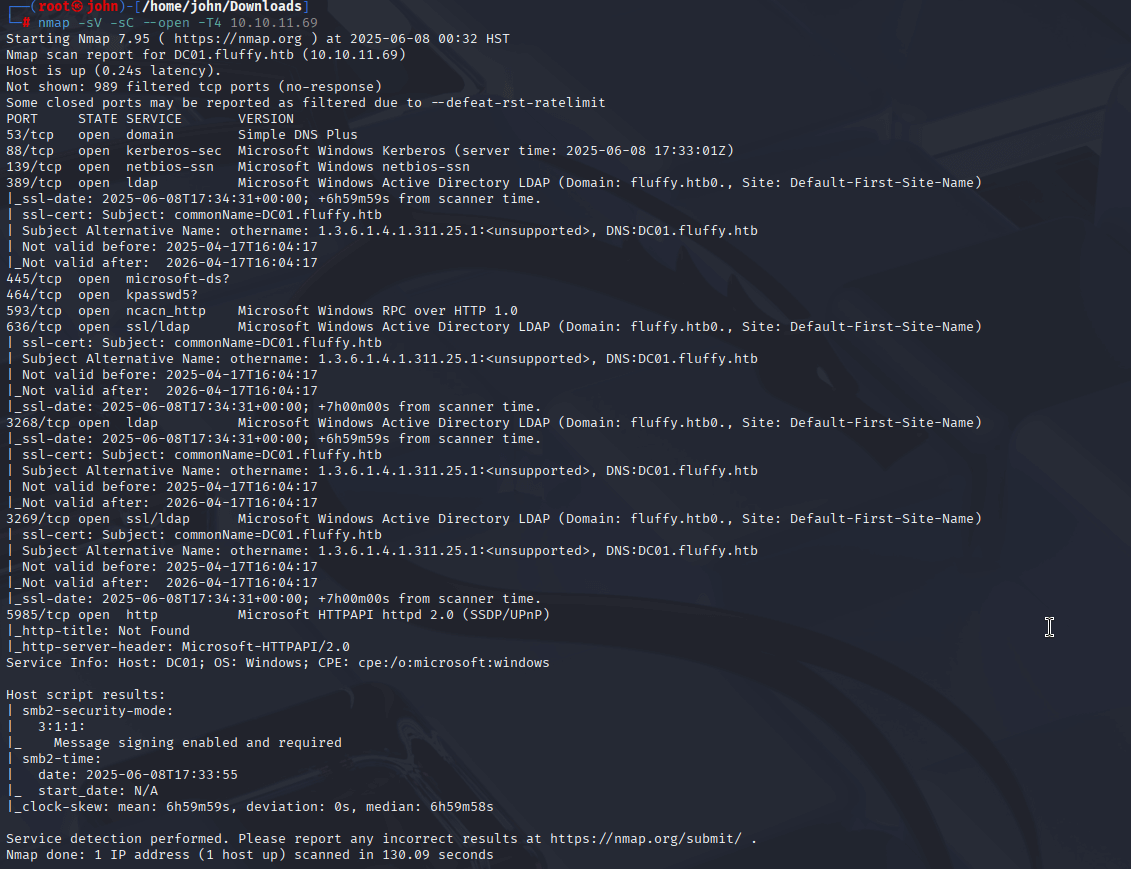 ┌──(root㉿john)-[/home/john/Downloads]
└─# nmap -sV -sC --open -T4 10.10.11.69
Starting Nmap 7.95 ( https://nmap.org ) at 2025-06-08 00:32 HST
Nmap scan report for DC01.fluffy.htb (10.10.11.69)
Host is up (0.24s latency).
Not shown: 989 filtered tcp ports (no-response)
Some closed ports may be reported as filtered due to --defeat-rst-ratelimit
PORT     STATE SERVICE       VERSION
53/tcp   open  domain        Simple DNS Plus
88/tcp   open  kerberos-sec  Microsoft Windows Kerberos (server time: 2025-06-08 17:33:01Z)
139/tcp  open  netbios-ssn   Microsoft Windows netbios-ssn
389/tcp  open  ldap          Microsoft Windows Active Directory LDAP (Domain: fluffy.htb0., Site: Default-First-Site-Name)
|_ssl-date: 2025-06-08T17:34:31+00:00; +6h59m59s from scanner time.
| ssl-cert: Subject: commonName=DC01.fluffy.htb
| Subject Alternative Name: othername: 1.3.6.1.4.1.311.25.1:<unsupported>, DNS:DC01.fluffy.htb
| Not valid before: 2025-04-17T16:04:17
|_Not valid after:  2026-04-17T16:04:17
445/tcp  open  microsoft-ds?
464/tcp  open  kpasswd5?
593/tcp  open  ncacn_http    Microsoft Windows RPC over HTTP 1.0
636/tcp  open  ssl/ldap      Microsoft Windows Active Directory LDAP (Domain: fluffy.htb0., Site: Default-First-Site-Name)
| ssl-cert: Subject: commonName=DC01.fluffy.htb
| Subject Alternative Name: othername: 1.3.6.1.4.1.311.25.1:<unsupported>, DNS:DC01.fluffy.htb
| Not valid before: 2025-04-17T16:04:17
|_Not valid after:  2026-04-17T16:04:17
|_ssl-date: 2025-06-08T17:34:31+00:00; +7h00m00s from scanner time.
3268/tcp open  ldap          Microsoft Windows Active Directory LDAP (Domain: fluffy.htb0., Site: Default-First-Site-Name)
|_ssl-date: 2025-06-08T17:34:31+00:00; +6h59m59s from scanner time.
| ssl-cert: Subject: commonName=DC01.fluffy.htb
| Subject Alternative Name: othername: 1.3.6.1.4.1.311.25.1:<unsupported>, DNS:DC01.fluffy.htb
| Not valid before: 2025-04-17T16:04:17
|_Not valid after:  2026-04-17T16:04:17
3269/tcp open  ssl/ldap      Microsoft Windows Active Directory LDAP (Domain: fluffy.htb0., Site: Default-First-Site-Name)
| ssl-cert: Subject: commonName=DC01.fluffy.htb
| Subject Alternative Name: othername: 1.3.6.1.4.1.311.25.1:<unsupported>, DNS:DC01.fluffy.htb
| Not valid before: 2025-04-17T16:04:17
|_Not valid after:  2026-04-17T16:04:17
|_ssl-date: 2025-06-08T17:34:31+00:00; +7h00m00s from scanner time.
5985/tcp open  http          Microsoft HTTPAPI httpd 2.0 (SSDP/UPnP)
|_http-title: Not Found
|_http-server-header: Microsoft-HTTPAPI/2.0
Service Info: Host: DC01; OS: Windows; CPE: cpe:/o:microsoft:windows

Host script results:
| smb2-security-mode:
|   3:1:1:
|_    Message signing enabled and required
| smb2-time:
|   date: 2025-06-08T17:33:55
|_  start_date: N/A
|_clock-skew: mean: 6h59m59s, deviation: 0s, median: 6h59m58s

Service detection performed. Please report any incorrect results at https://nmap.org/submit/ .
Nmap done: 1 IP address (1 host up) scanned in 130.09 seconds